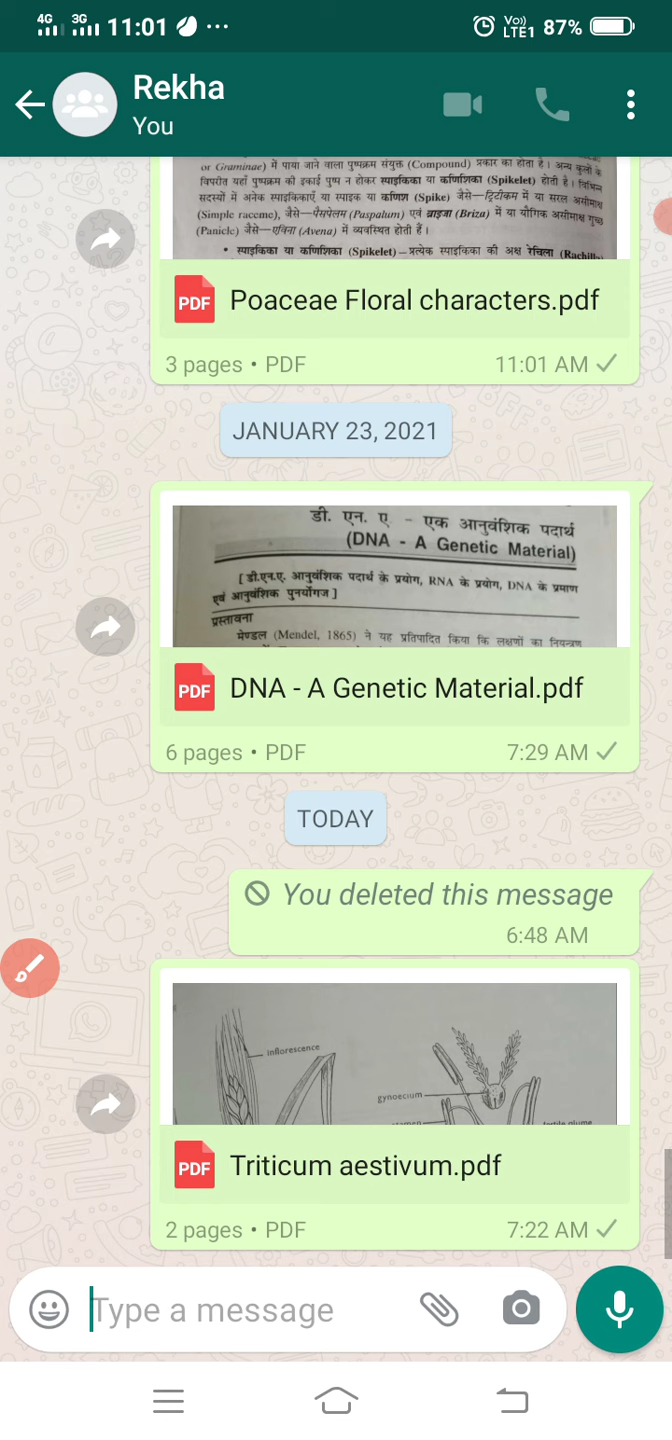 4G 3G 11:01 ... Vo)) LTE1 87%
Rekha
You
or Graminae) में पाया जाने वाला पुष्पक्रम संयुक्त (Compound) प्रकार का होता है। अन्य कुलों के
विपरीत यहाँ पुष्पक्रम की इकाई पुष्प न होकर स्पाइकिका या कणिशिका (Spikelet) होती है। विभिन्न
सदस्यों में अनेक स्पाइकिकाएँ या स्पाइक या कणिश (Spike) जैसे—ट्रिटीकम में या सरल असीमाक्ष
(Simple raceme), जैसे—पैसपेलम (Paspalum) एवं ब्राइजा (Briza) में या यौगिक असीमाक्ष गुच्छ
(Panicle) जैसे—एविना (Avena) में व्यवस्थित होती हैं।
• स्पाइकिका या कणिशिका (Spikelet) – प्रत्येक स्पाइकिका की अक्ष रेचिला
PDF Poaceae Floral characters.pdf
3 pages • PDF 11:01 AM
JANUARY 23, 2021
डी. एन. ए - एक आनुवंशिक पदार्थ
(DNA - A Genetic Material)
[ डी.एन.ए. आनुवंशिक पदार्थ के प्रयोग, RNA के प्रयोग, DNA के प्रमाण
एवं आनुवंशिक पुनर्योगज ]
प्रस्तावना
मेण्डल (Mendel, 1865) ने यह प्रतिपादित किया कि लक्षणों का नियन्त्रण
PDF DNA - A Genetic Material.pdf
6 pages • PDF 7:29 AM
TODAY
You deleted this message
6:48 AM
inflorescence
gynoecium
fertile glume
PDF Triticum aestivum.pdf
2 pages • PDF 7:22 AM
Type a message